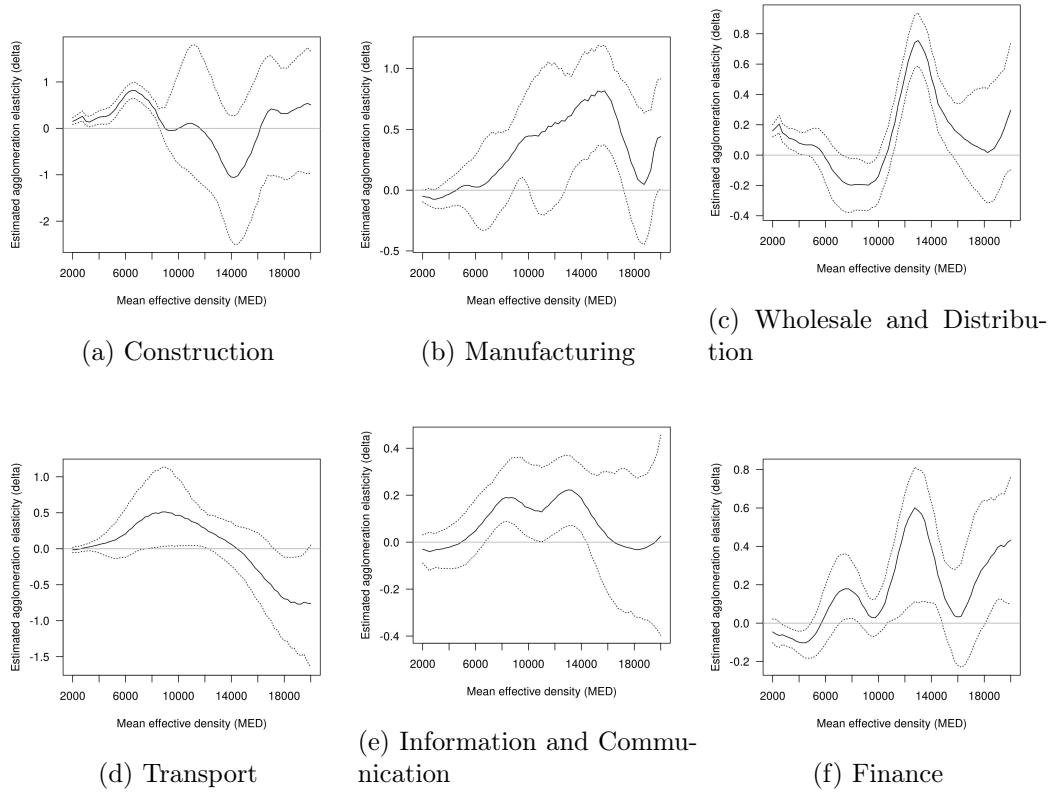 Estimated agglomeration elasticity (delta)
1
0
-1
-2
2000 6000 10000 14000 18000
Mean effective density (MED)
(a) Construction
Estimated agglomeration elasticity (delta)
1.0
0.5
0.0
-0.5
2000 6000 10000 14000 18000
Mean effective density (MED)
(b) Manufacturing
Estimated agglomeration elasticity (delta)
0.8
0.6
0.4
0.2
0.0
-0.2
-0.4
2000 6000 10000 14000 18000
Mean effective density (MED)
(c) Wholesale and Distribu-
tion
Estimated agglomeration elasticity (delta)
1.0
0.5
0.0
-0.5
-1.0
-1.5
2000 6000 10000 14000 18000
Mean effective density (MED)
(d) Transport
Estimated agglomeration elasticity (delta)
0.4
0.2
0.0
-0.2
-0.4
2000 6000 10000 14000 18000
Mean effective density (MED)
(e) Information and Commu-
nication
Estimated agglomeration elasticity (delta)
0.8
0.6
0.4
0.2
0.0
-0.2
2000 6000 10000 14000 18000
Mean effective density (MED)
(f) Finance